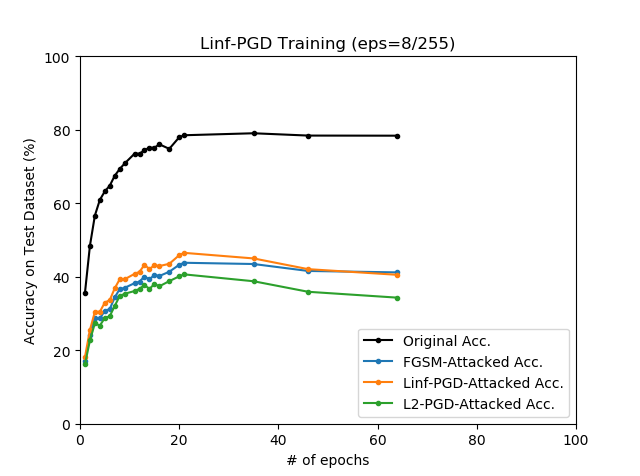 Linf-PGD Training (eps=8/255)
Accuracy on Test Dataset (%)
100
80
60
40
20
0
0 20 40 60 80 100
# of epochs
Original Acc.
FGSM-Attacked Acc.
Linf-PGD-Attacked Acc.
L2-PGD-Attacked Acc.